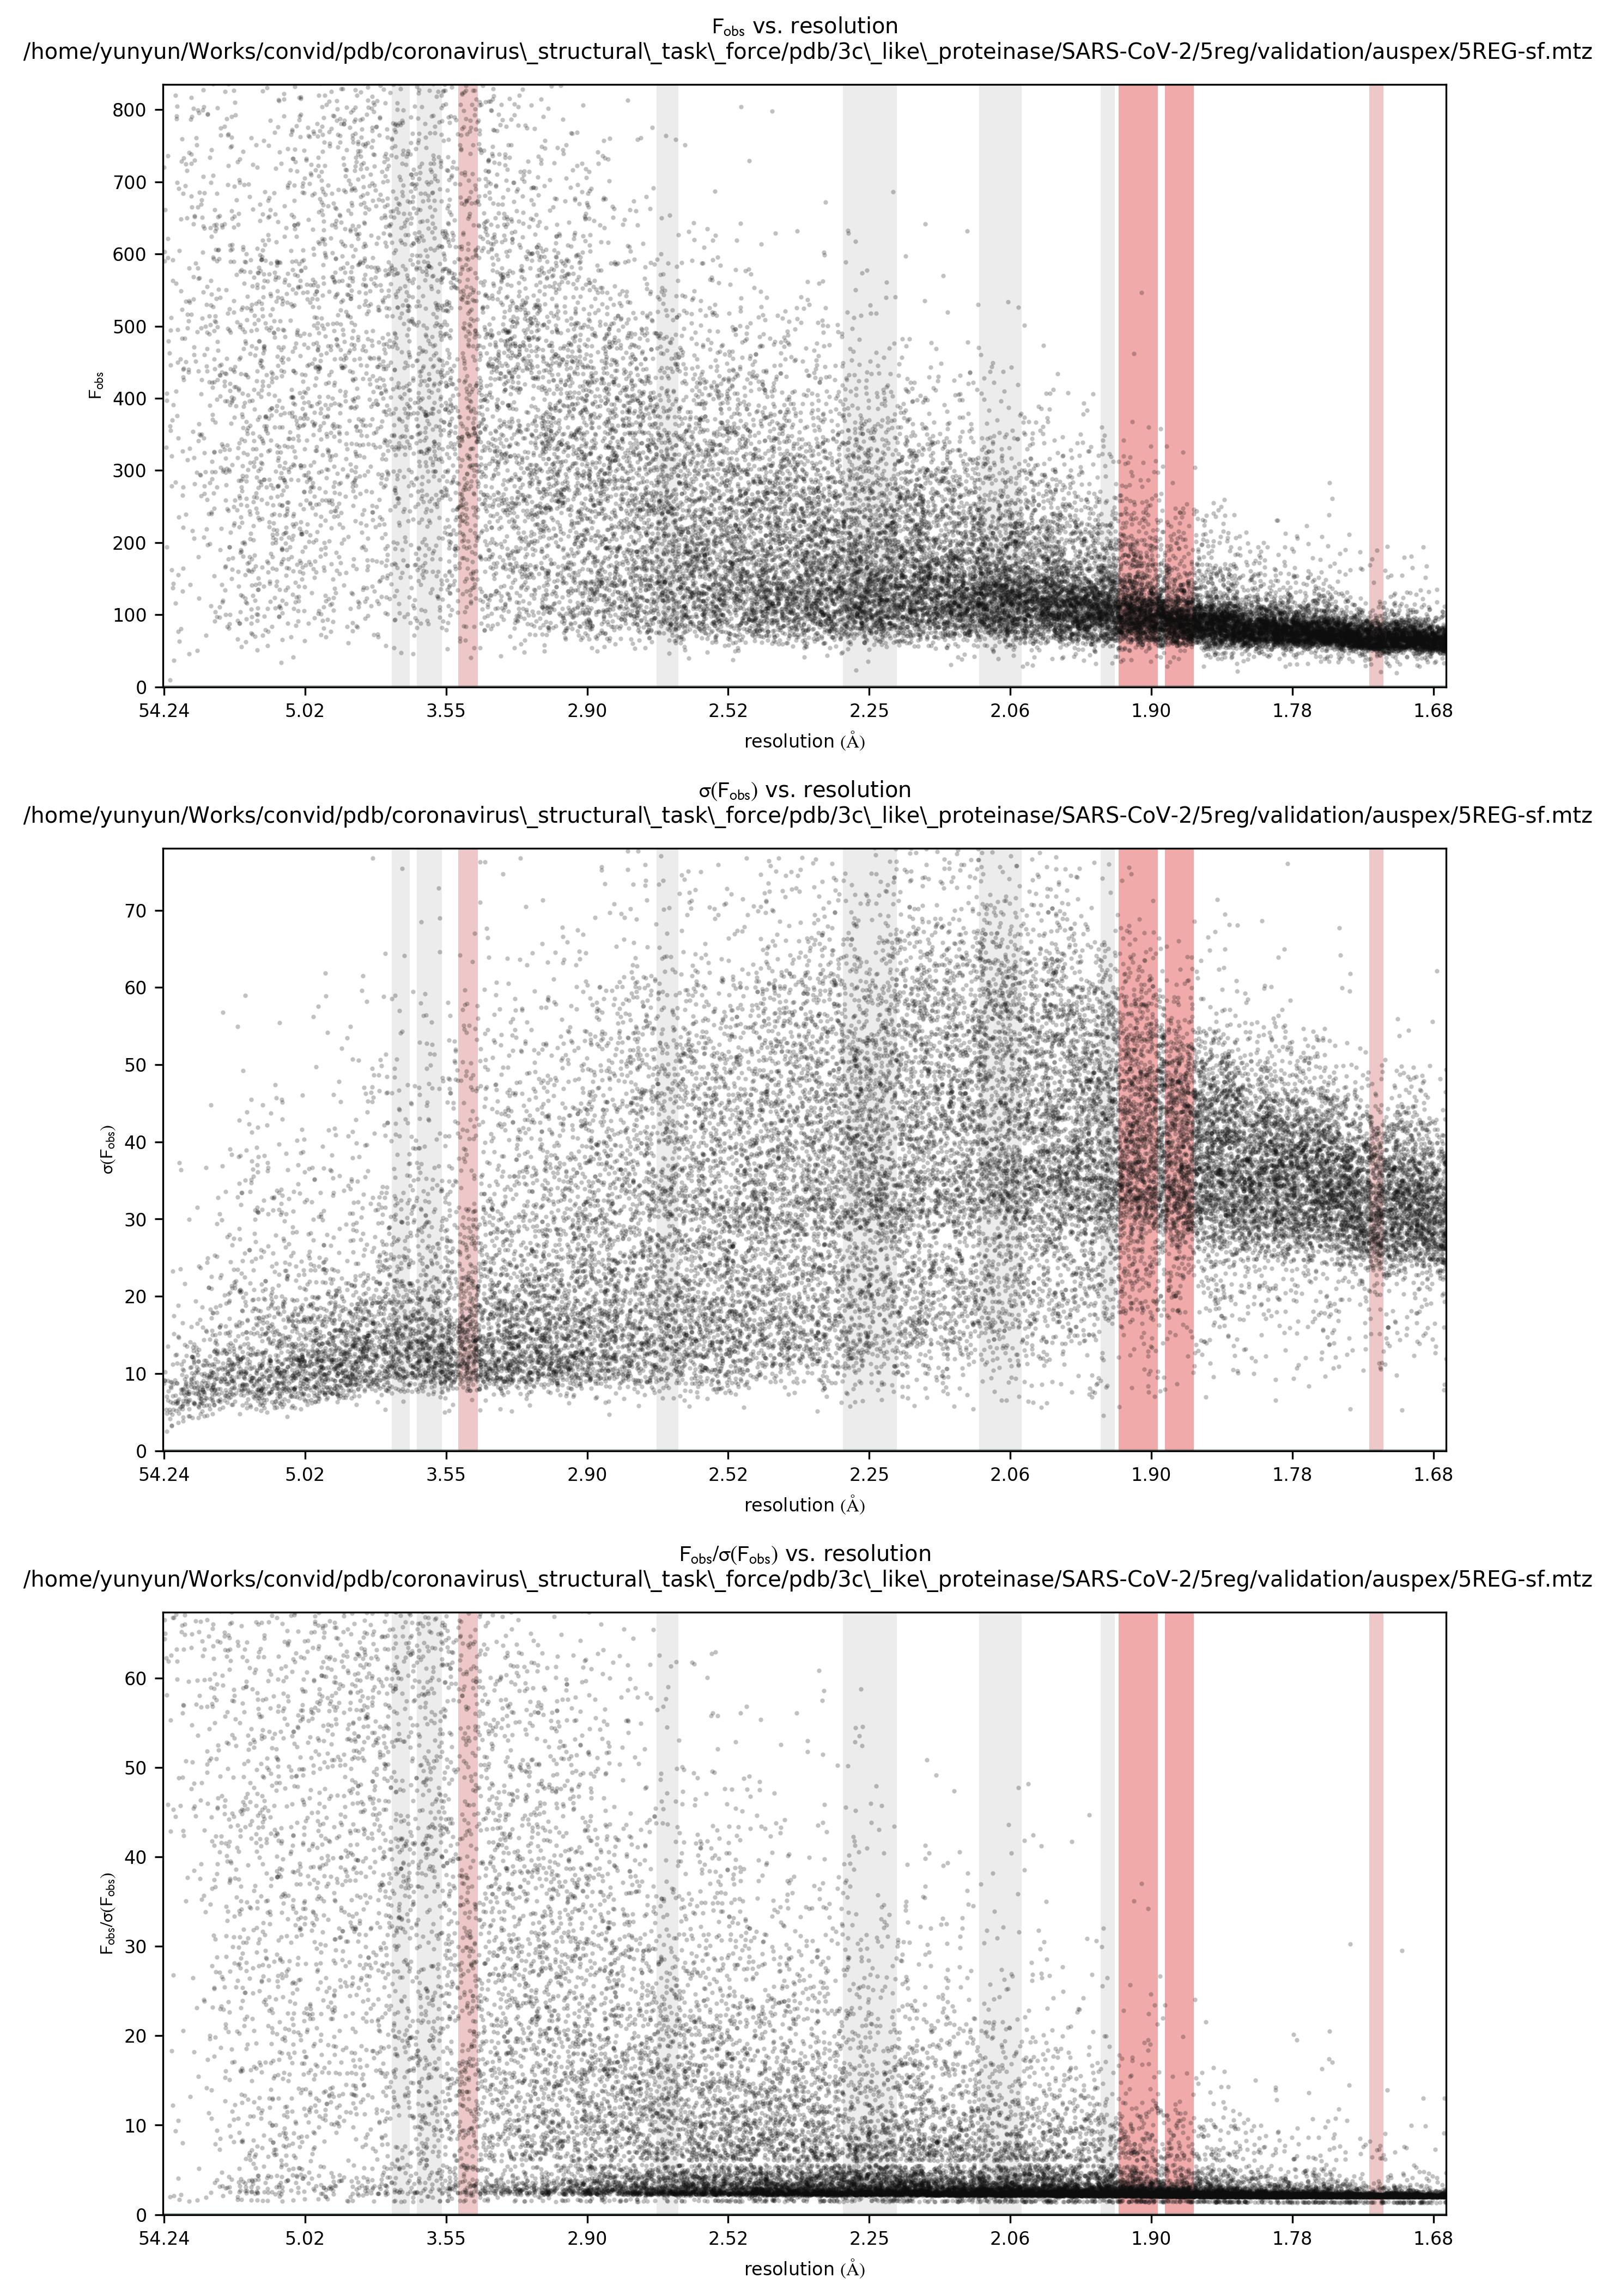 Fobs vs. resolution
/home/yunyun/Works/convid/pdb/coronavirus\_structural\_task\_force/pdb/3c\_like\_proteinase/SARS-CoV-2/5reg/validation/auspex/5REG-sf.mtz
800
700
600
500
400
300
200
100
0
Fobs
54.24 5.02 3.55 2.90 2.52 2.25 2.06 1.90 1.78 1.68
resolution (Å)
σ(Fobs) vs. resolution
/home/yunyun/Works/convid/pdb/coronavirus\_structural\_task\_force/pdb/3c\_like\_proteinase/SARS-CoV-2/5reg/validation/auspex/5REG-sf.mtz
70
60
50
40
30
20
10
0
σ(Fobs)
54.24 5.02 3.55 2.90 2.52 2.25 2.06 1.90 1.78 1.68
resolution (Å)
Fobs/σ(Fobs) vs. resolution
/home/yunyun/Works/convid/pdb/coronavirus\_structural\_task\_force/pdb/3c\_like\_proteinase/SARS-CoV-2/5reg/validation/auspex/5REG-sf.mtz
60
50
40
30
20
10
0
Fobs/σ(Fobs)
54.24 5.02 3.55 2.90 2.52 2.25 2.06 1.90 1.78 1.68
resolution (Å)